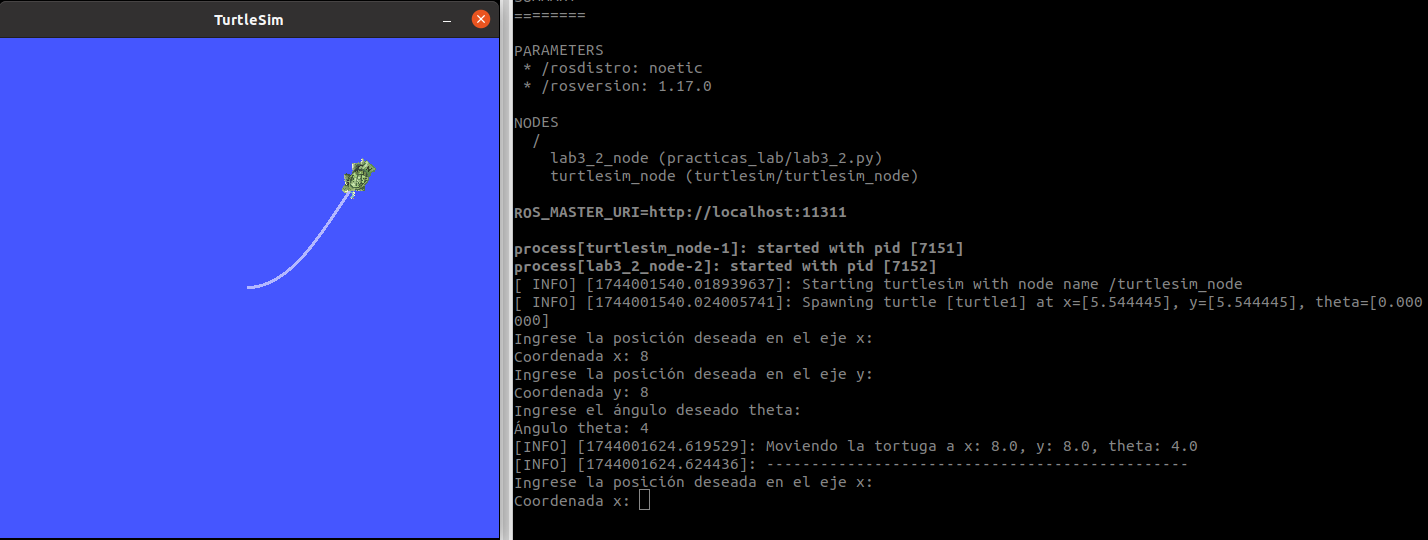 TurtleSim
SUMMARY
========
PARAMETERS
* /rosdistro: noetic
* /rosversion: 1.17.0
NODES
/
lab3_2_node (practicas_lab/lab3_2.py)
turtlesim_node (turtlesim/turtlesim_node)
ROS_MASTER_URI=http://localhost:11311
process[turtlesim_node-1]: started with pid [7151]
process[lab3_2_node-2]: started with pid [7152]
[ INFO] [1744001540.018939637]: Starting turtlesim with node name /turtlesim_node
[ INFO] [1744001540.024005741]: Spawning turtle [turtle1] at x=[5.544445], y=[5.544445], theta=[0.000
000]
Ingrese la posición deseada en el eje x:
Coordenada x: 8
Ingrese la posición deseada en el eje y:
Coordenada y: 8
Ingrese el ángulo deseado theta:
Ángulo theta: 4
[INFO] [1744001624.619529]: Moviendo la tortuga a x: 8.0, y: 8.0, theta: 4.0
[INFO] [1744001624.624436]: -----------------------------------------------
Ingrese la posición deseada en el eje x:
Coordenada x: